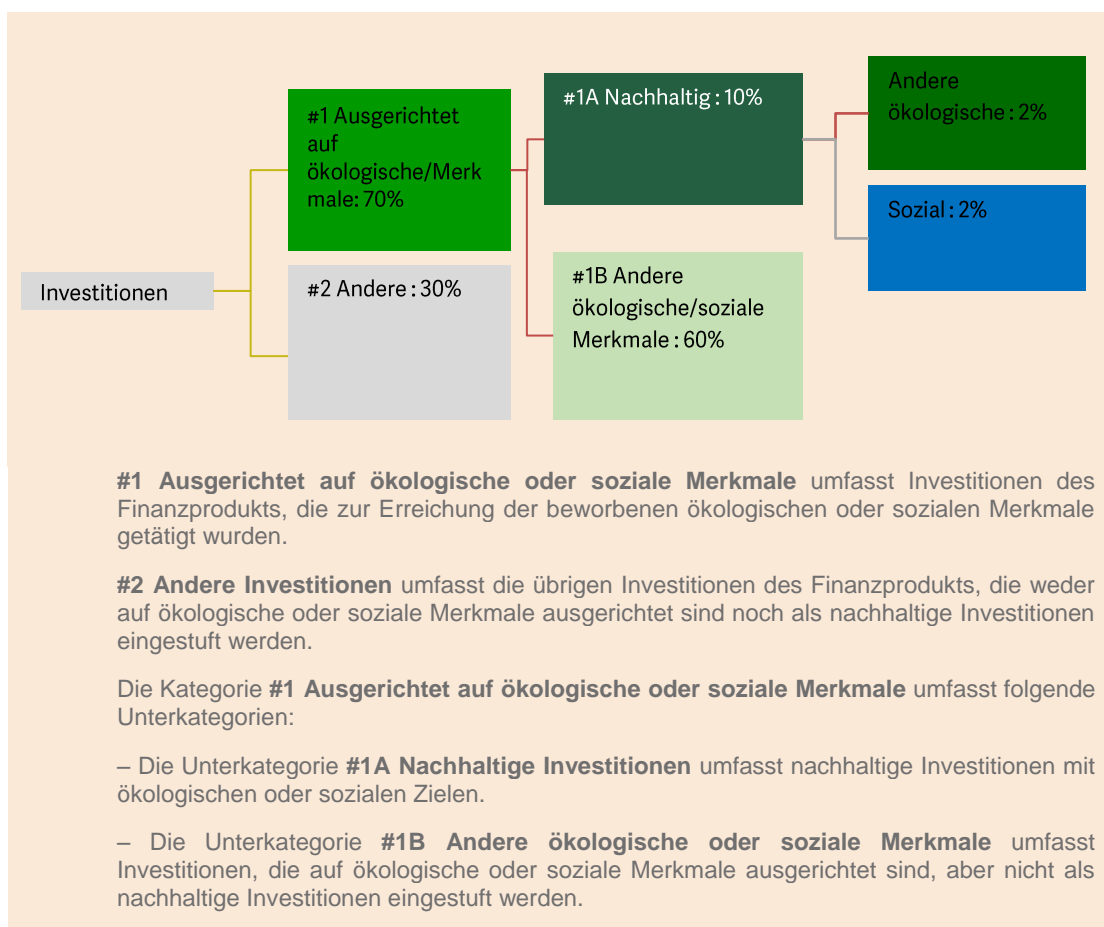 Investitionen
#1 Ausgerichtet
auf
ökologische/Merk
male: 70%
#2 Andere : 30%
#1A Nachhaltig : 10%
#1B Andere
ökologische/soziale
Merkmale : 60%
Andere
ökologische : 2%
Sozial : 2%
#1 Ausgerichtet auf ökologische oder soziale Merkmale umfasst Investitionen des
Finanzprodukts, die zur Erreichung der beworbenen ökologischen oder sozialen Merkmale
getätigt wurden.
#2 Andere Investitionen umfasst die übrigen Investitionen des Finanzprodukts, die weder
auf ökologische oder soziale Merkmale ausgerichtet sind noch als nachhaltige Investitionen
eingestuft werden.
Die Kategorie #1 Ausgerichtet auf ökologische oder soziale Merkmale umfasst folgende
Unterkategorien:
– Die Unterkategorie #1A Nachhaltige Investitionen umfasst nachhaltige Investitionen mit
ökologischen oder sozialen Zielen.
– Die Unterkategorie #1B Andere ökologische oder soziale Merkmale umfasst
Investitionen, die auf ökologische oder soziale Merkmale ausgerichtet sind, aber nicht als
nachhaltige Investitionen eingestuft werden.